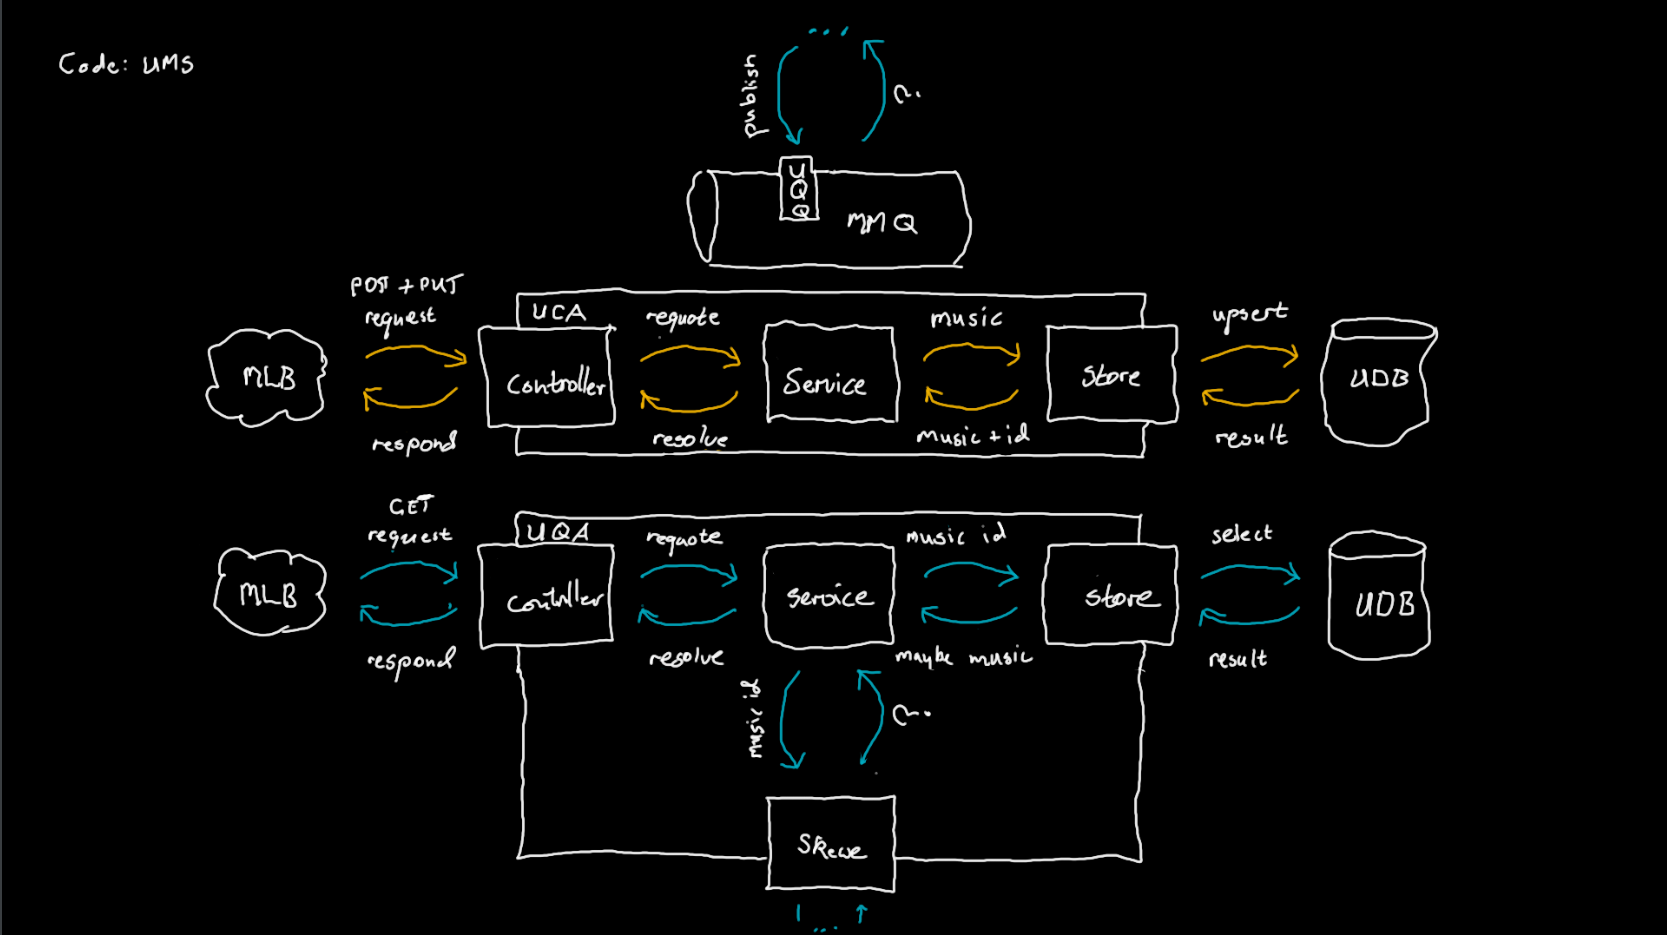 Code: UMS
...
publish
?.
U
Q
Q
MMQ
POST + PUT
request
UCA
requote
music
upsert
MLB
Controller
Service
Store
UDB
respond
resolve
music + id
result
GET
request
UQA
requote
music id
select
MLB
controller
service
store
UDB
respond
resolve
maybe music
result
music id
?.
...